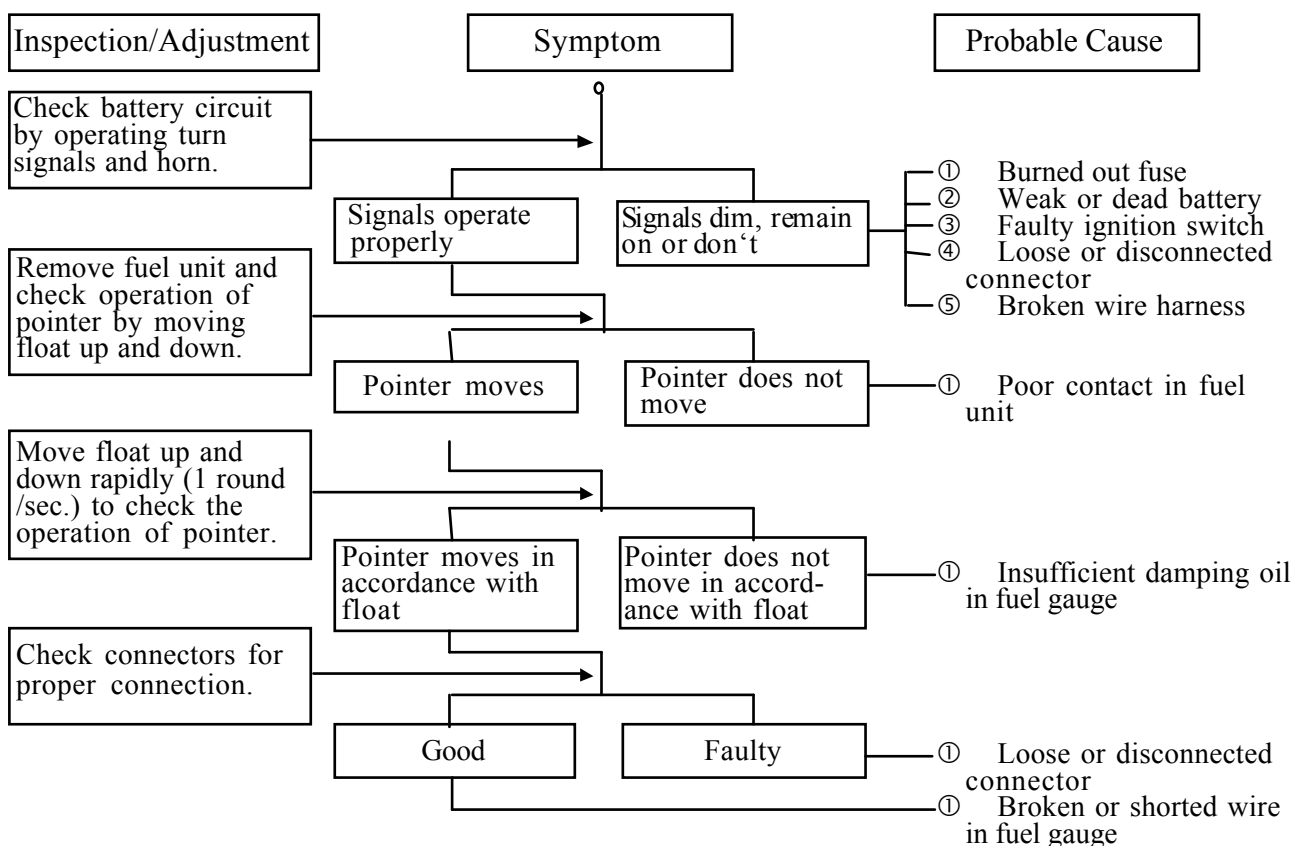 Inspection/Adjustment
Symptom
Probable Cause
Check battery circuit
by operating turn
signals and horn.
Signals operate
properly
Signals dim, remain
on or don‘t
① Burned out fuse
② Weak or dead battery
③ Faulty ignition switch
④ Loose or disconnected
connector
⑤ Broken wire harness
Remove fuel unit and
check operation of
pointer by moving
float up and down.
Pointer moves
Pointer does not
move
① Poor contact in fuel
unit
Move float up and
down rapidly (1 round
/sec.) to check the
operation of pointer.
Pointer moves in
accordance with
float
Pointer does not
move in accord-
ance with float
① Insufficient damping oil
in fuel gauge
Check connectors for
proper connection.
Good
Faulty
① Loose or disconnected
connector
① Broken or shorted wire
in fuel gauge